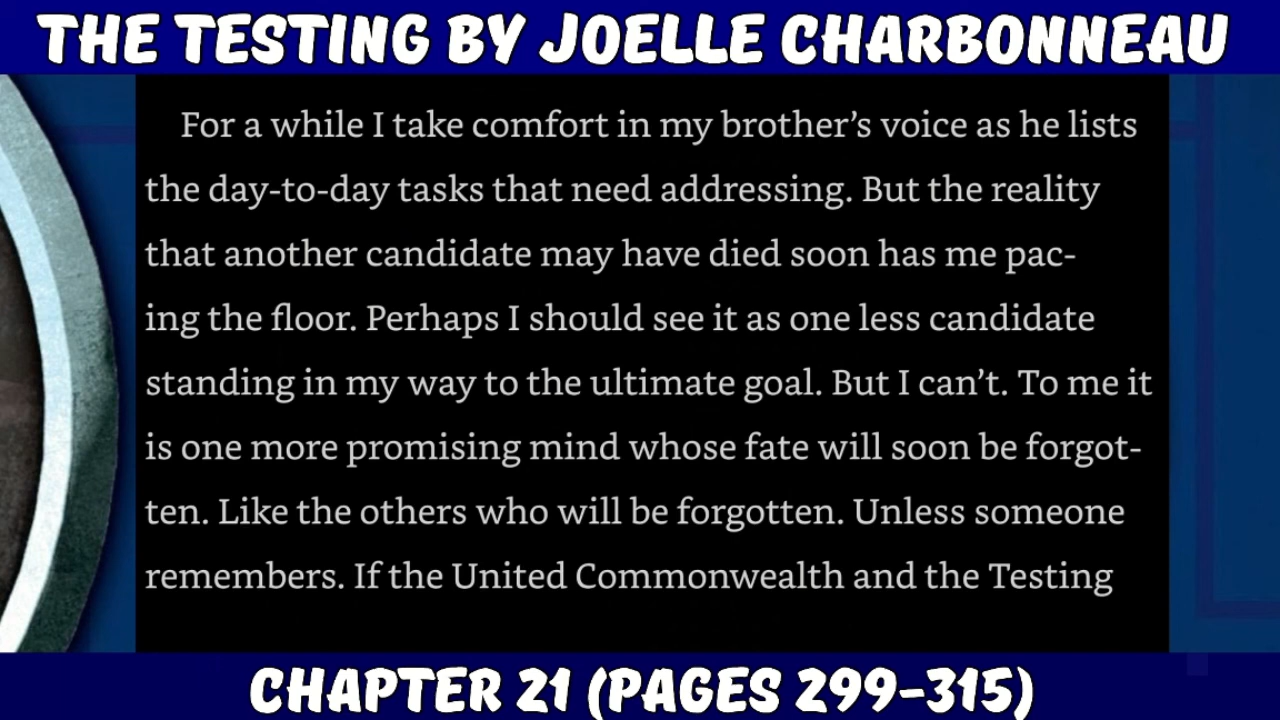 THE TESTING BY JOELLE CHARBONNEAU
For a while I take comfort in my brother’s voice as he lists
the day-to-day tasks that need addressing. But the reality
that another candidate may have died soon has me pac-
ing the floor. Perhaps I should see it as one less candidate
standing in my way to the ultimate goal. But I can’t. To me it
is one more promising mind whose fate will soon be forgot-
ten. Like the others who will be forgotten. Unless someone
remembers. If the United Commonwealth and the Testing
CHAPTER 21 (PAGES 299-315)